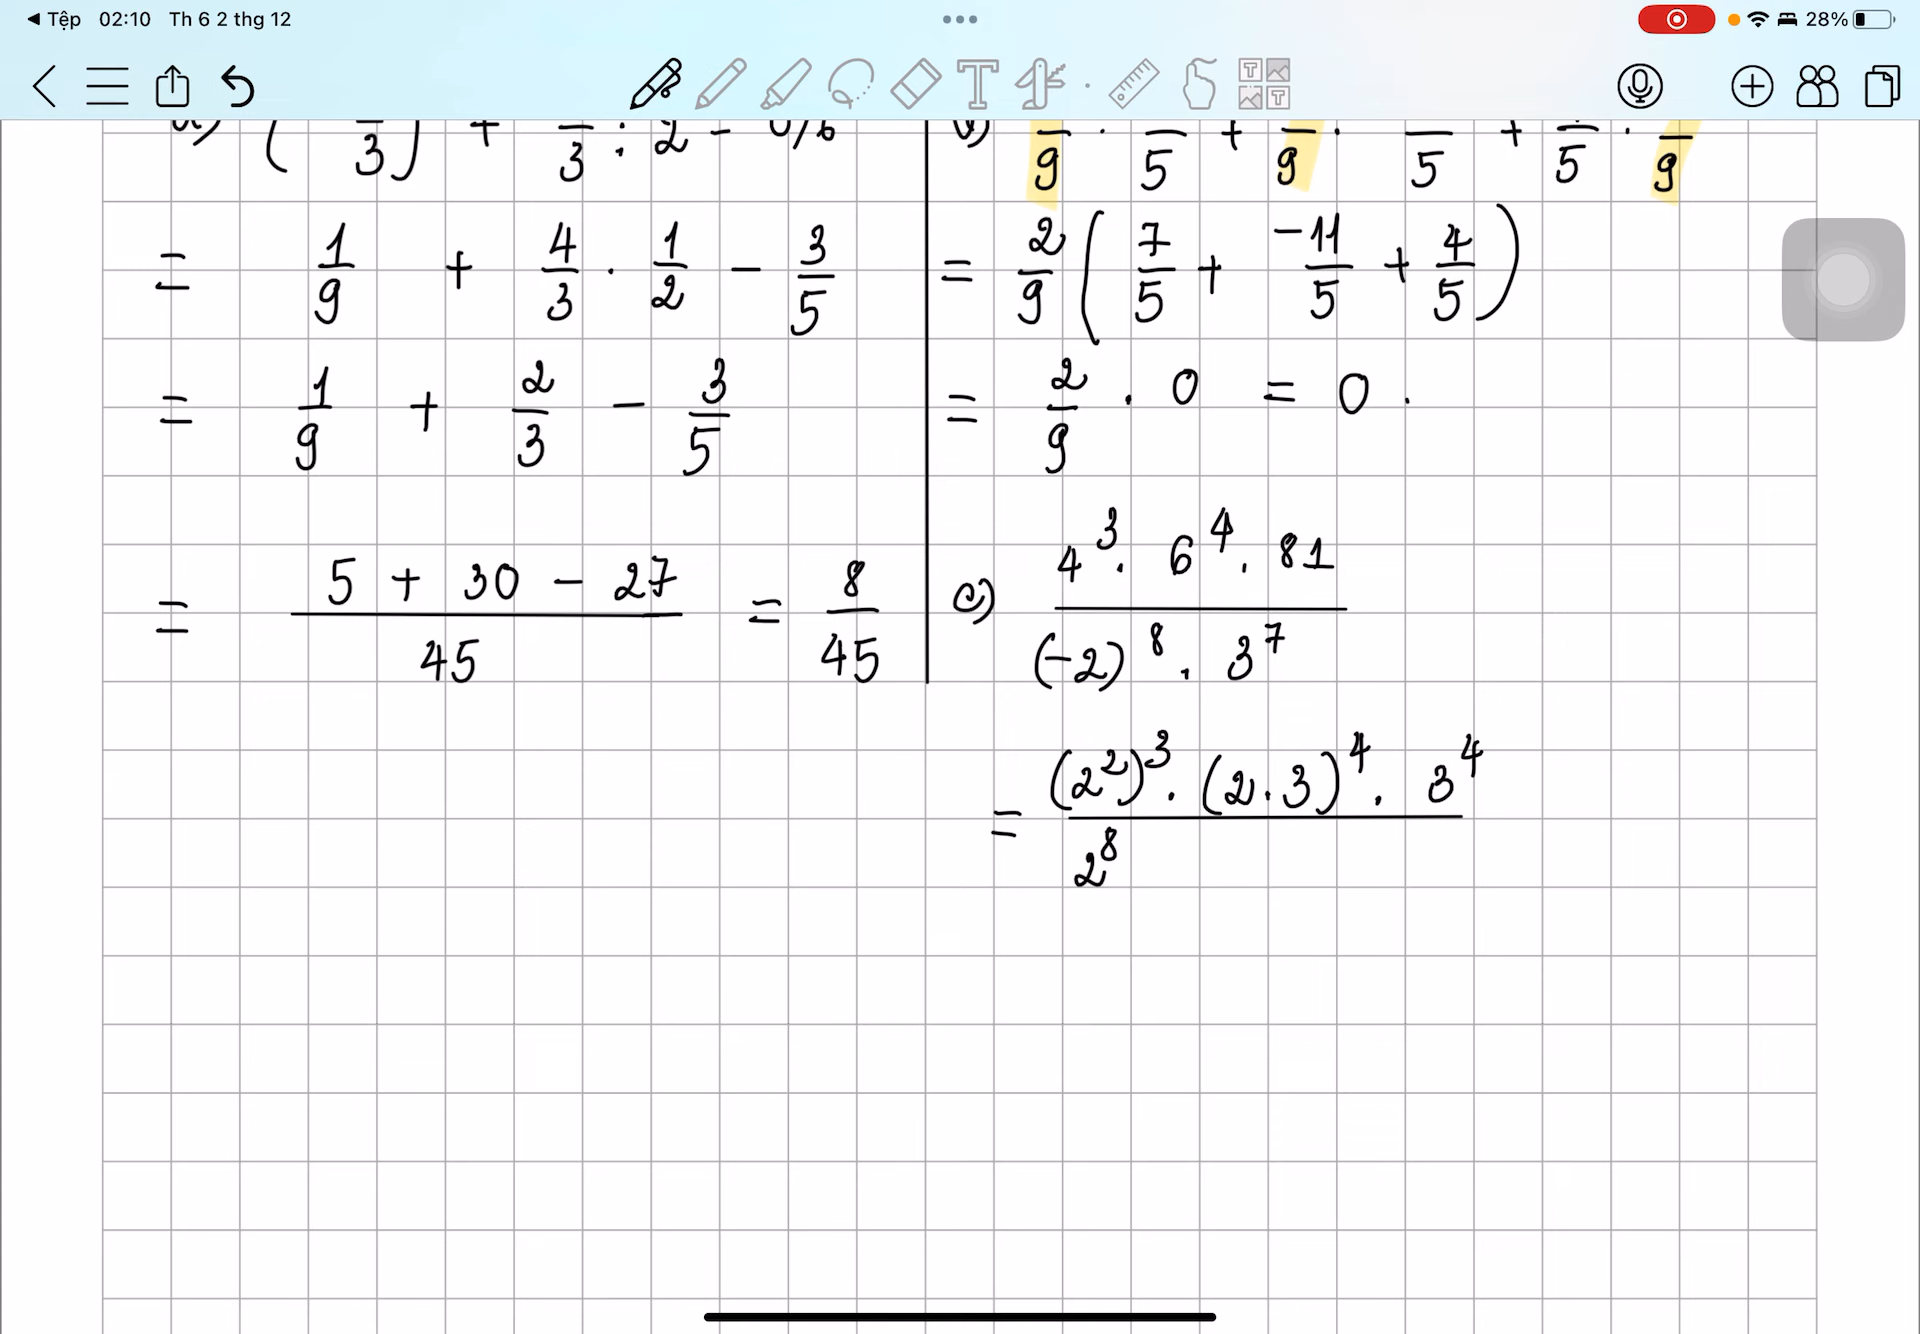 Tệp 02:10 Th 6 2 thg 12
28%
= 1/9 + 4/3 · 1/2 − 3/5
= 1/9 + 2/3 − 3/5
= (5 + 30 − 27)/45 = 8/45
= 2/9 (7/5 + −11/5 + 4/5)
= 2/9 · 0 = 0 .
c) (4³ · 6⁴ · 81)/((−2)⁸ · 3⁷)
= ((2²)³ · (2·3)⁴ · 3⁴)/2⁸